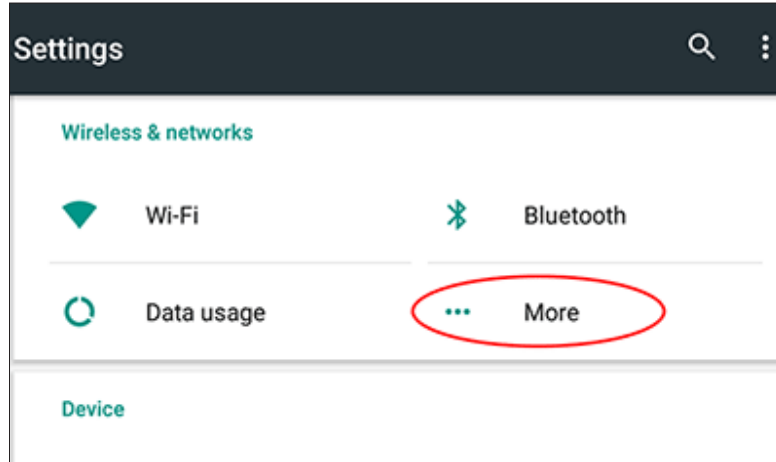 Settings
Wireless & networks
Wi-Fi
Bluetooth
Data usage
More
Device